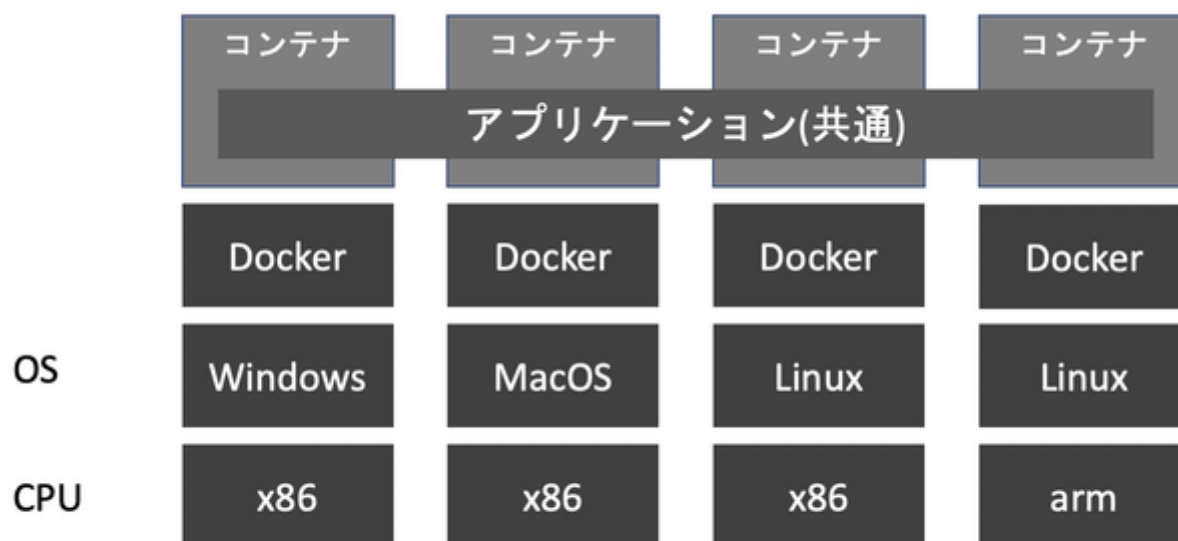 コンテナ コンテナ コンテナ コンテナ
アプリケーション(共通)
Docker Docker Docker Docker
OS Windows MacOS Linux Linux
CPU x86 x86 x86 arm